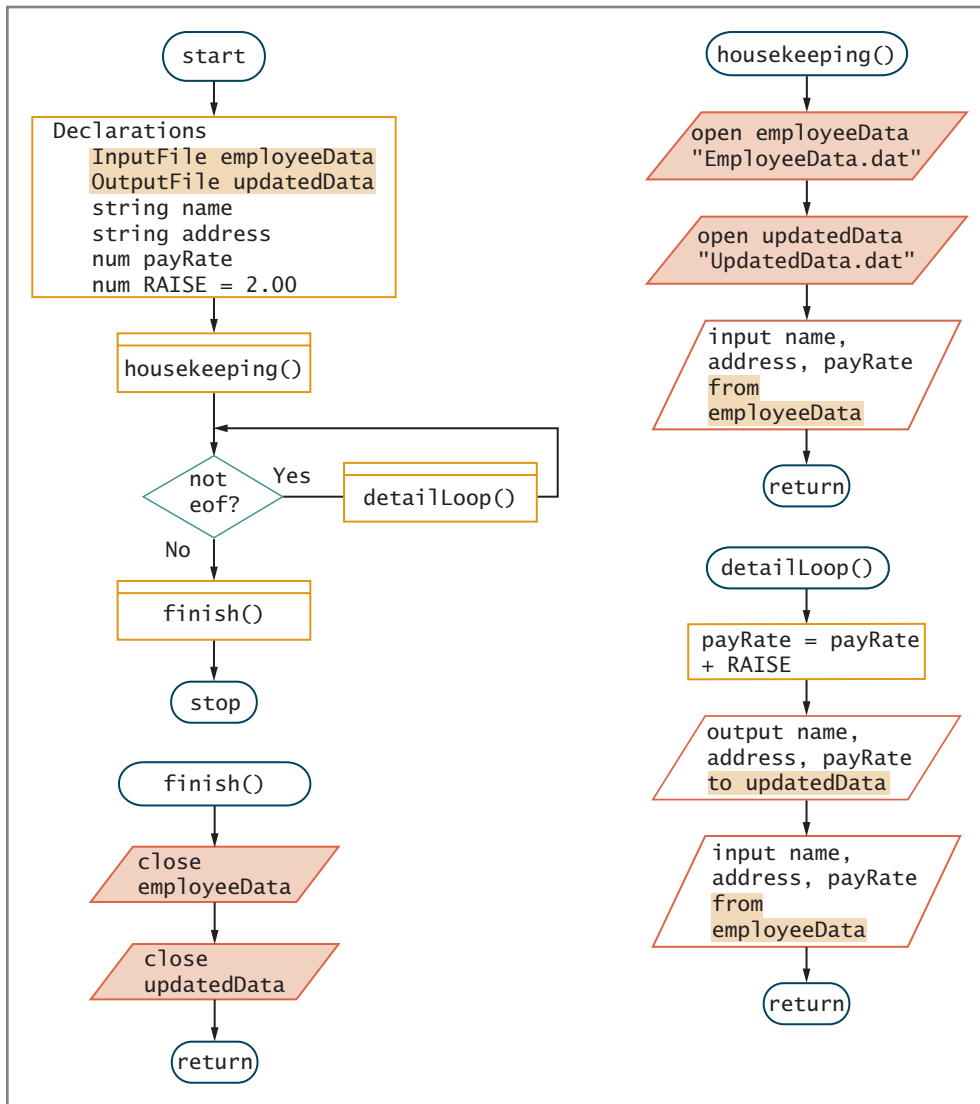 start
Declarations
InputFile employeeData
OutputFile updatedData
string name
string address
num payRate
num RAISE = 2.00
housekeeping()
not
eof?
Yes
detailLoop()
No
finish()
stop
finish()
close
employeeData
close
updatedData
return
housekeeping()
open employeeData
"EmployeeData.dat"
open updatedData
"UpdatedData.dat"
input name,
address, payRate
from
employeeData
return
detailLoop()
payRate = payRate
+ RAISE
output name,
address, payRate
to updatedData
input name,
address, payRate
from
employeeData
return